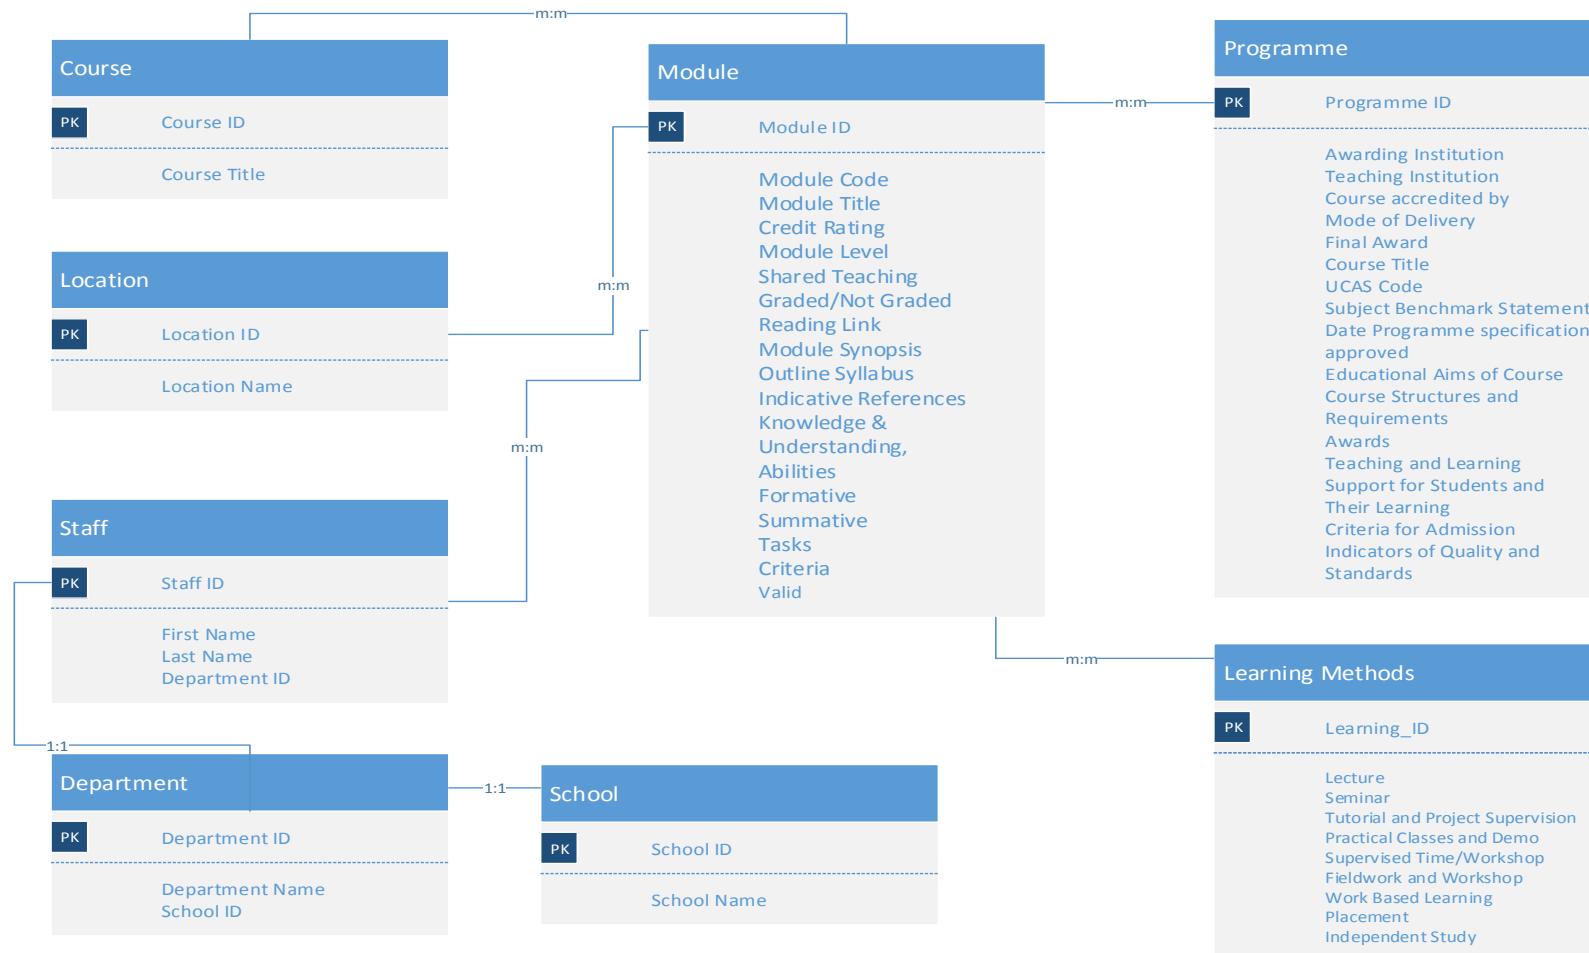 m:m
Course
PK
Course ID
Course Title
Location
PK
Location ID
Location Name
m:m
m:m
Staff
PK
Staff ID
First Name
Last Name
Department ID
1:1
Department
PK
Department ID
Department Name
School ID
1:1
School
PK
School ID
School Name
Module
PK
Module ID
Module Code
Module Title
Credit Rating
Module Level
Shared Teaching
Graded/Not Graded
Reading Link
Module Synopsis
Outline Syllabus
Indicative References
Knowledge &
Understanding,
Abilities
Formative
Summative
Tasks
Criteria
Valid
m:m
Programme
PK
Programme ID
Awarding Institution
Teaching Institution
Course accredited by
Mode of Delivery
Final Award
Course Title
UCAS Code
Subject Benchmark Statement
Date Programme specification
approved
Educational Aims of Course
Course Structures and
Requirements
Awards
Teaching and Learning
Support for Students and
Their Learning
Criteria for Admission
Indicators of Quality and
Standards
m:m
Learning Methods
PK
Learning_ID
Lecture
Seminar
Tutorial and Project Supervision
Practical Classes and Demo
Supervised Time/Workshop
Fieldwork and Workshop
Work Based Learning
Placement
Independent Study